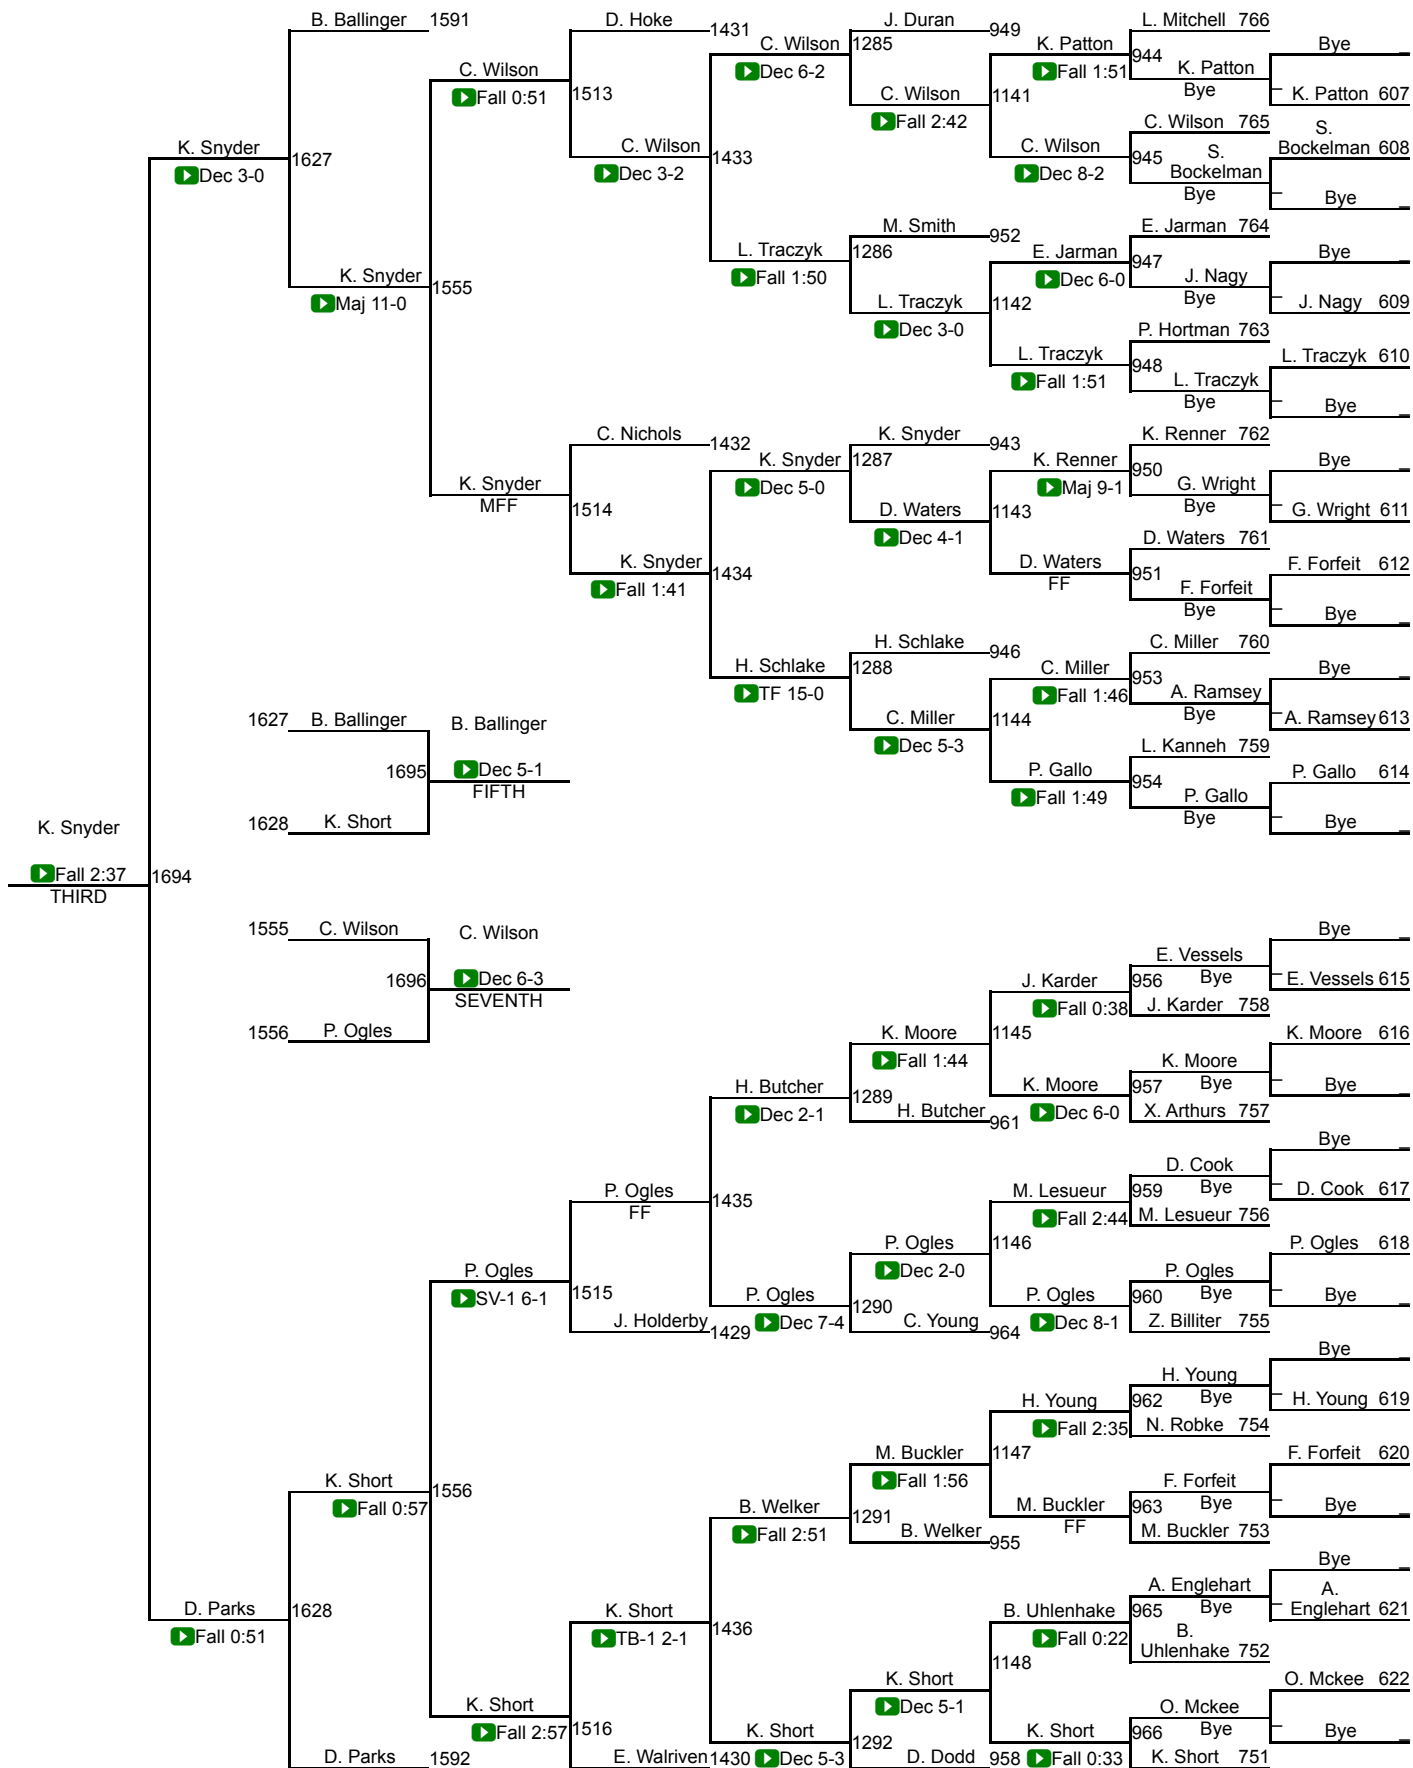 B. Ballinger 1591
D. Hoke 1431
J. Duran 949
L. Mitchell 766
C. Wilson 1285
K. Patton 944
Bye
Dec 6-2
Fall 1:51
K. Patton
C. Wilson
Fall 0:51
1513
C. Wilson 1141
Bye
K. Patton 607
Fall 2:42
C. Wilson 765
S.
Bockelman 608
K. Snyder
Dec 3-0
1627
C. Wilson 1433
Dec 3-2
C. Wilson 945
Dec 8-2
S.
Bockelman
Bye
Bye
M. Smith 952
E. Jarman 764
L. Traczyk 1286
Fall 1:50
E. Jarman 947
Dec 6-0
Bye
K. Snyder 1555
Maj 11-0
J. Nagy
Bye
J. Nagy 609
L. Traczyk 1142
Dec 3-0
P. Hortman 763
L. Traczyk 948
Fall 1:51
L. Traczyk 610
L. Traczyk
Bye
Bye
C. Nichols 1432
K. Snyder 943
K. Renner 762
K. Snyder 1287
Dec 5-0
K. Renner 950
Maj 9-1
Bye
K. Snyder
MFF
1514
G. Wright
Bye
D. Waters 1143
Dec 4-1
G. Wright 611
D. Waters 761
K. Snyder 1434
Fall 1:41
D. Waters 951
FF
F. Forfeit 612
F. Forfeit
Bye
Bye
H. Schlake 946
C. Miller 760
H. Schlake 1288
TF 15-0
C. Miller 953
Fall 1:46
Bye
A. Ramsey
Bye
1627 B. Ballinger
B. Ballinger
C. Miller 1144
Dec 5-3
A. Ramsey 613
L. Kanneh 759
1695
Dec 5-1
FIFTH
P. Gallo 954
Fall 1:49
P. Gallo 614
P. Gallo
Bye
1628 K. Short
Bye
K. Snyder
Fall 2:37
THIRD
1694
1555 C. Wilson
C. Wilson
Bye
E. Vessels
1696
Dec 6-3
SEVENTH
J. Karder 956
Fall 0:38
Bye
E. Vessels 615
J. Karder 758
1556 P. Ogles
K. Moore 1145
Fall 1:44
K. Moore 616
K. Moore
H. Butcher 1289
Dec 2-1
K. Moore 957
Dec 6-0
Bye
Bye
H. Butcher 961
X. Arthurs 757
Bye
D. Cook
P. Ogles 1435
FF
M. Lesueur 959
Fall 2:44
Bye
D. Cook 617
M. Lesueur 756
P. Ogles 1146
Dec 2-0
P. Ogles 618
P. Ogles
SV-1 6-1
1515
P. Ogles
P. Ogles 1290
Dec 7-4
P. Ogles 960
Dec 8-1
Bye
Bye
J. Holderby 1429
C. Young 964
Z. Billiter 755
Bye
H. Young
H. Young 962
Fall 2:35
Bye
H. Young 619
N. Robke 754
M. Buckler 1147
Fall 1:56
F. Forfeit 620
K. Short 1556
Fall 0:57
F. Forfeit
B. Welker 1291
Fall 2:51
M. Buckler 963
FF
Bye
Bye
B. Welker 955
M. Buckler 753
Bye
A. Englehart
D. Parks 1628
Fall 0:51
K. Short 1436
TB-1 2-1
B. Uhlenhake 965
Fall 0:22
Bye
A.
Englehart 621
B.
Uhlenhake 752
K. Short 1148
Dec 5-1
O. Mckee 622
K. Short 1516
Fall 2:57
O. Mckee
K. Short 1292
Dec 5-3
K. Short 966
Fall 0:33
Bye
Bye
D. Parks 1592
E. Walriven 1430
D. Dodd 958
K. Short 751